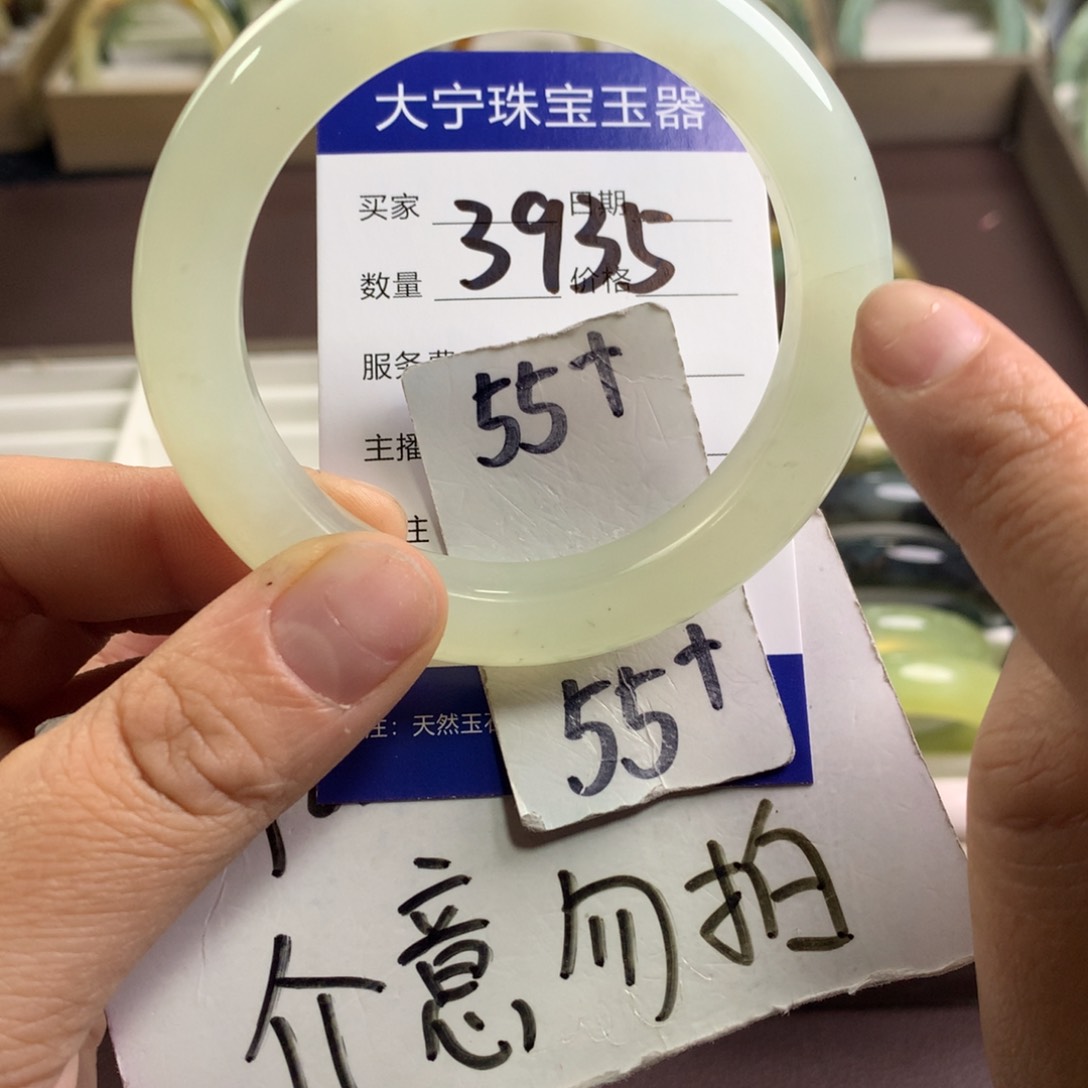 大宁珠宝玉器
买家 日期
3935
数量 价格
服务费
55+
主播
注: 天然玉石
55+
介意勿拍